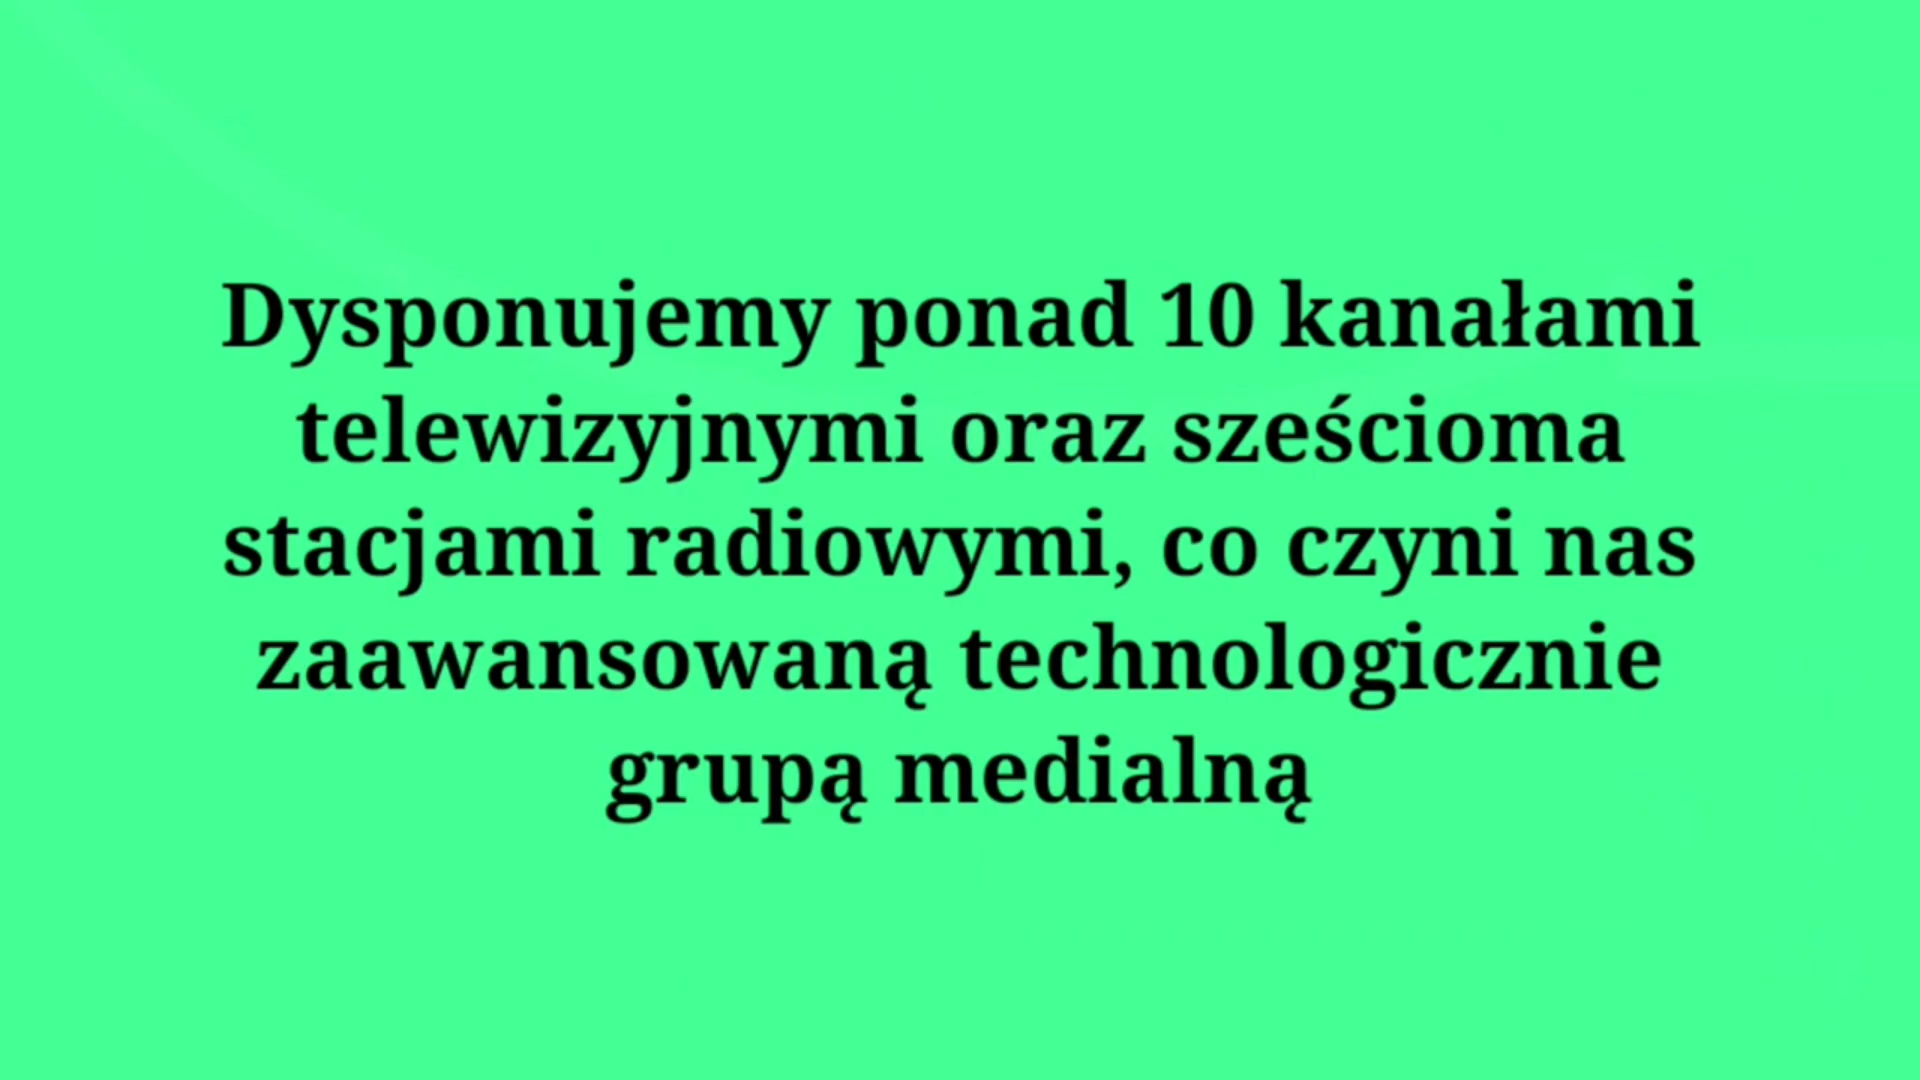 Dysponujemy ponad 10 kanałami
telewizyjnymi oraz sześcioma
stacjami radiowymi, co czyni nas
zaawansowaną technologicznie
grupą medialną